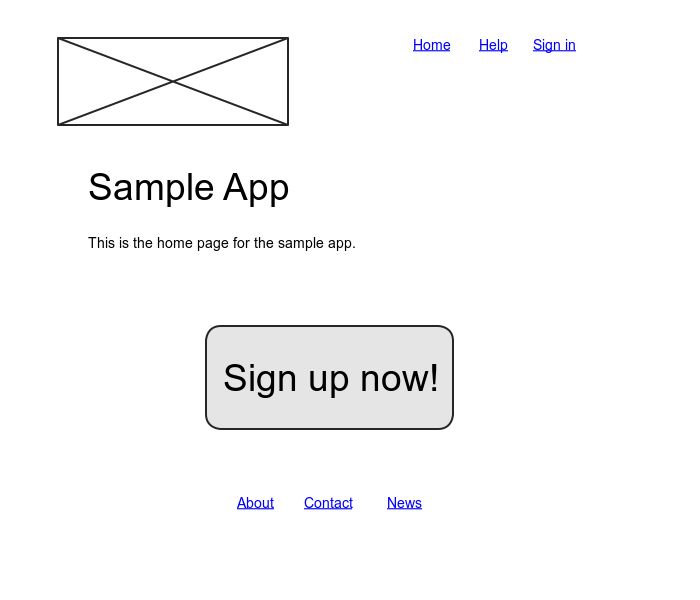 Home Help Sign in
Sample App
This is the home page for the sample app.
Sign up now!
About Contact News